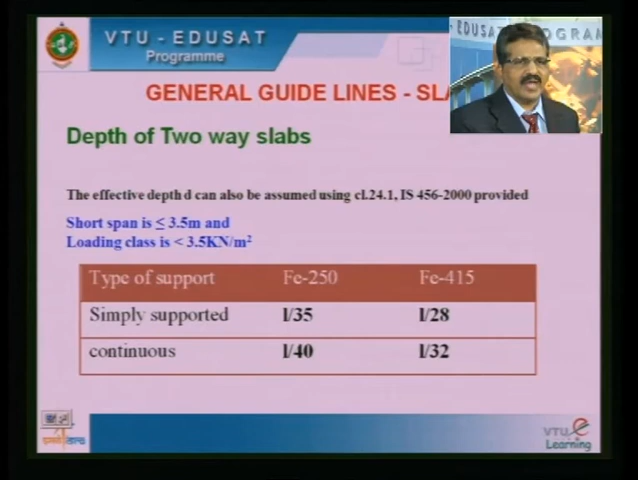 VTU - EDUSAT
Programme
EDUSAT PROGRAM
GENERAL GUIDE LINES -
Depth of Two way slabs
The effective depth d can also be assumed using cl.24.1, IS 456-2000 provided
Short span is ≤ 3.5m and
Loading class is < 3.5KN/m²
Type of support Fe-250 Fe-415
Simply supported l/35 l/28
continuous l/40 l/32
VTU e
Learning